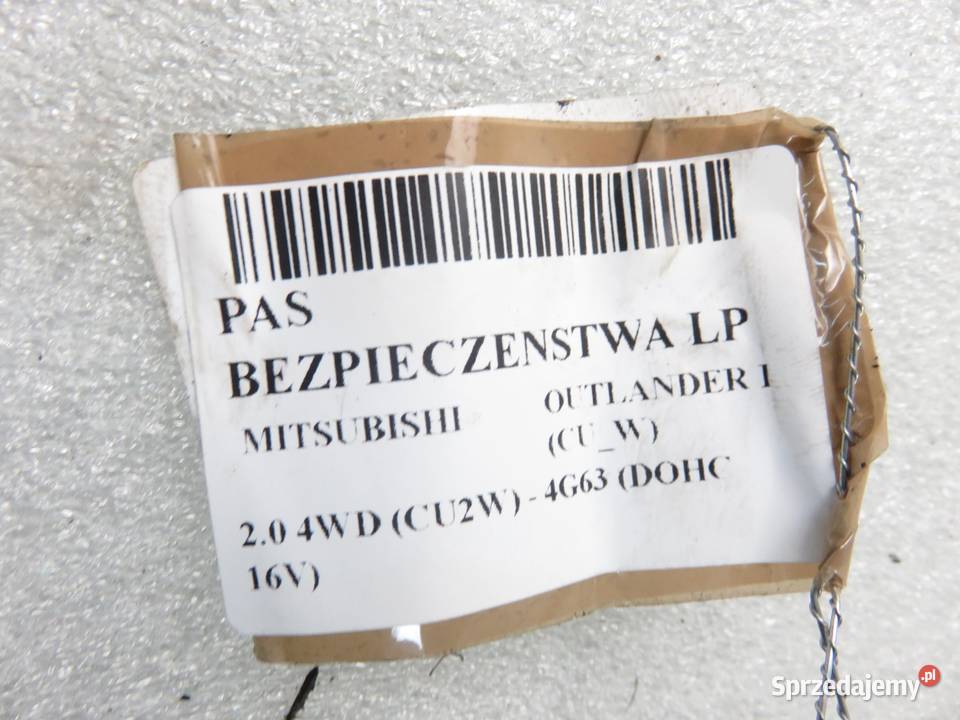 PAS
BEZPIECZENSTWA LP
MITSUBISHI OUTLANDER I
(CU_W)
2.0 4WD (CU2W) - 4G63 (DOHC
16V)
Sprzedajemy.pl